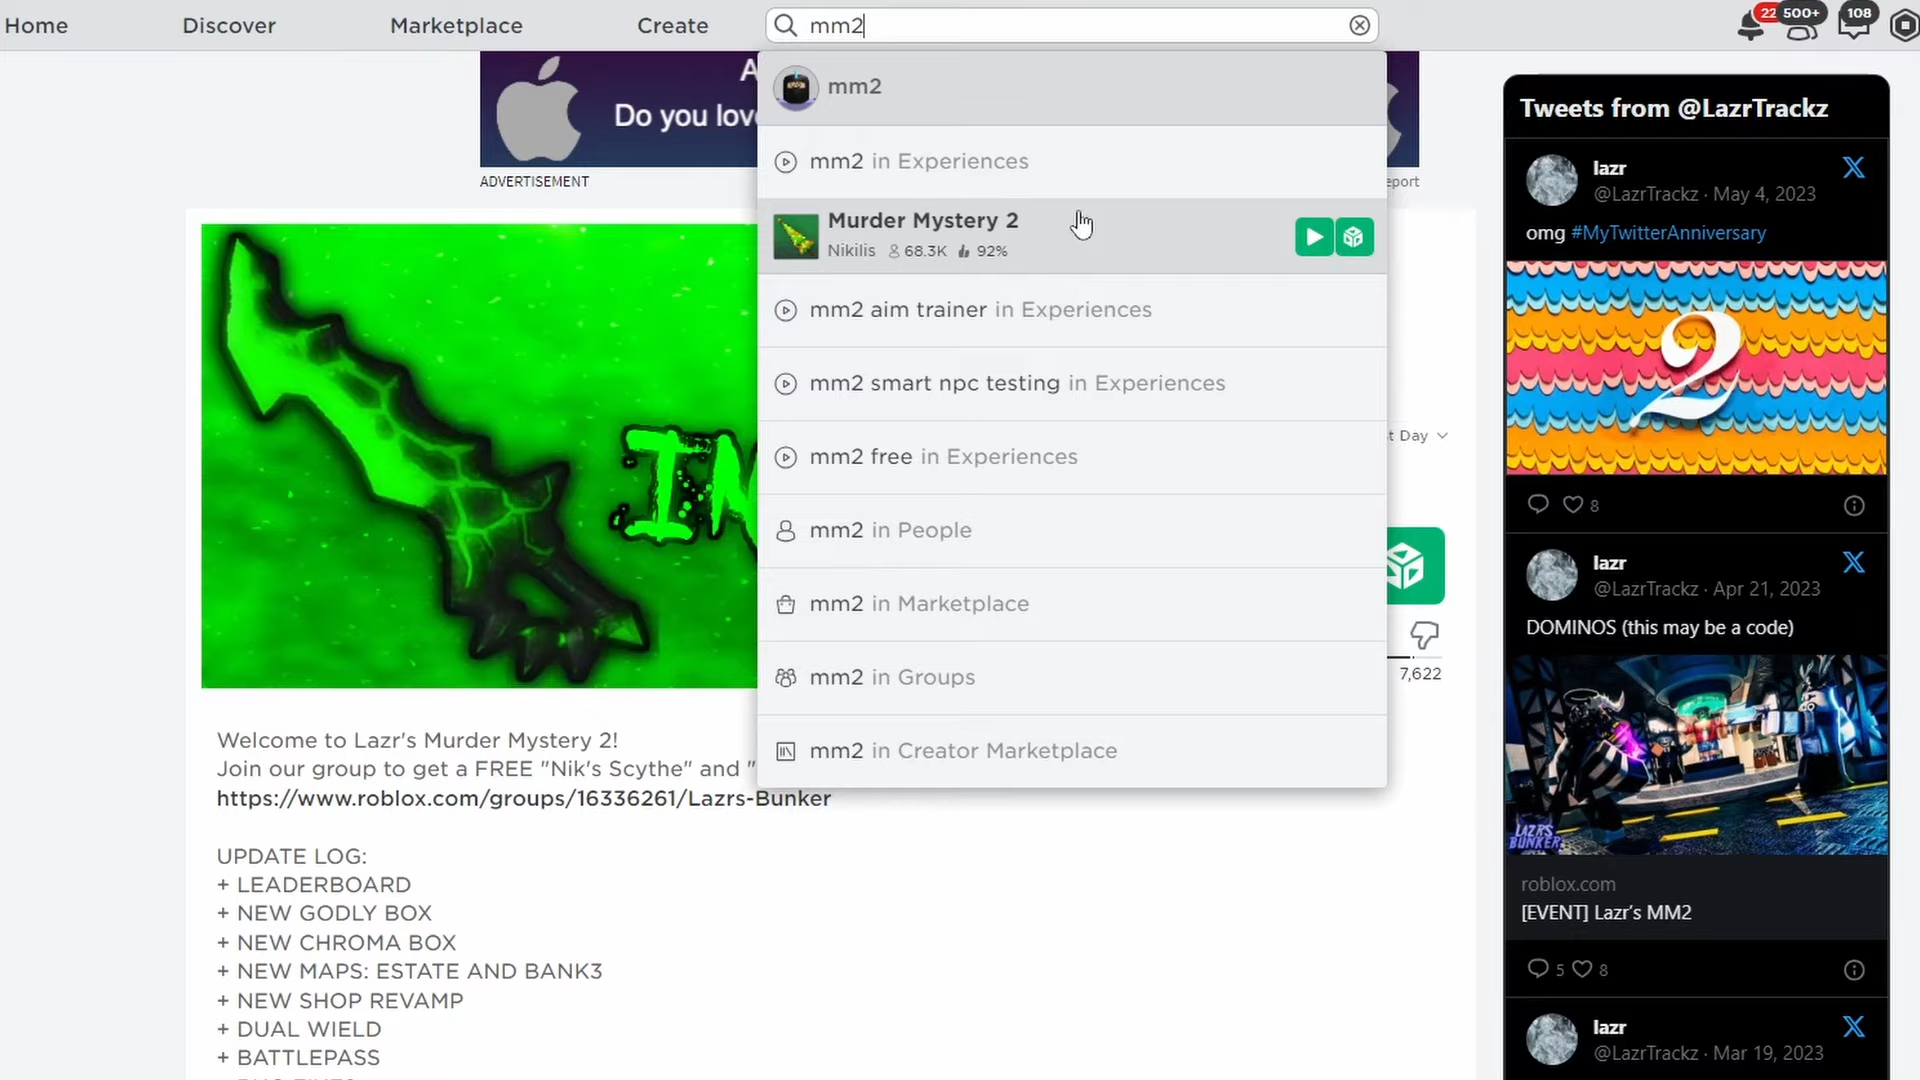 Home
Discover
Marketplace
Create
mm2
22
500+
108
A
Do you lov
ADVERTISEMENT
eport
mm2
mm2 in Experiences
Murder Mystery 2
Nikilis 68.3K 92%
mm2 aim trainer in Experiences
mm2 smart npc testing in Experiences
mm2 free in Experiences
mm2 in People
mm2 in Marketplace
mm2 in Groups
mm2 in Creator Marketplace
t Day
7,622
Welcome to Lazr's Murder Mystery 2!
Join our group to get a FREE "Nik's Scythe" and "
https://www.roblox.com/groups/16336261/Lazrs-Bunker
UPDATE LOG:
+ LEADERBOARD
+ NEW GODLY BOX
+ NEW CHROMA BOX
+ NEW MAPS: ESTATE AND BANK3
+ NEW SHOP REVAMP
+ DUAL WIELD
+ BATTLEPASS
Tweets from @LazrTrackz
lazr
@LazrTrackz · May 4, 2023
omg #MyTwitterAnniversary
2
8
lazr
@LazrTrackz · Apr 21, 2023
DOMINOS (this may be a code)
LAZRS
BUNKER
roblox.com
[EVENT] Lazr's MM2
5 8
lazr
@LazrTrackz · Mar 19, 2023